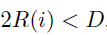 2R(i) < D.